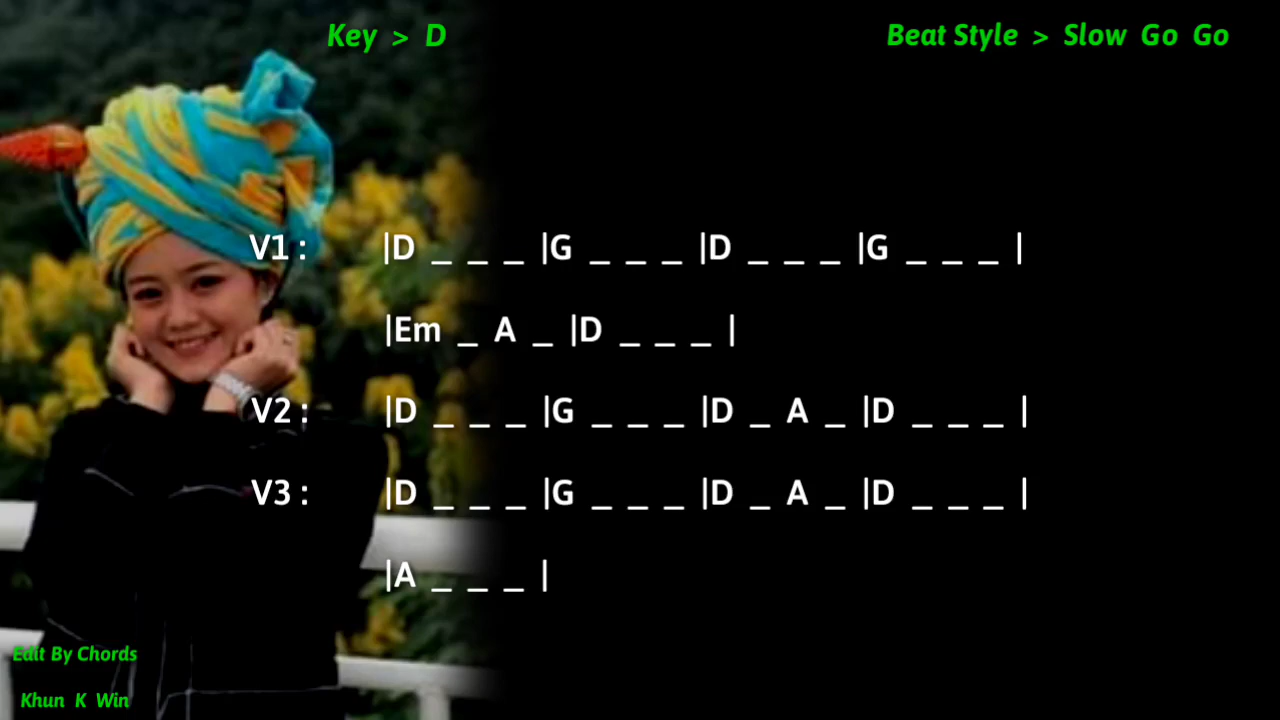 Key > D
Beat Style > Slow Go Go
V1 : |D _ _ _ |G _ _ _ |D _ _ _ |G _ _ _ |
|Em _ A _ |D _ _ _ |
V2 : |D _ _ _ |G _ _ _ |D _ A _ |D _ _ _ |
V3 : |D _ _ _ |G _ _ _ |D _ A _ |D _ _ _ |
|A _ _ _ |
Edit By Chords
Khun K Win